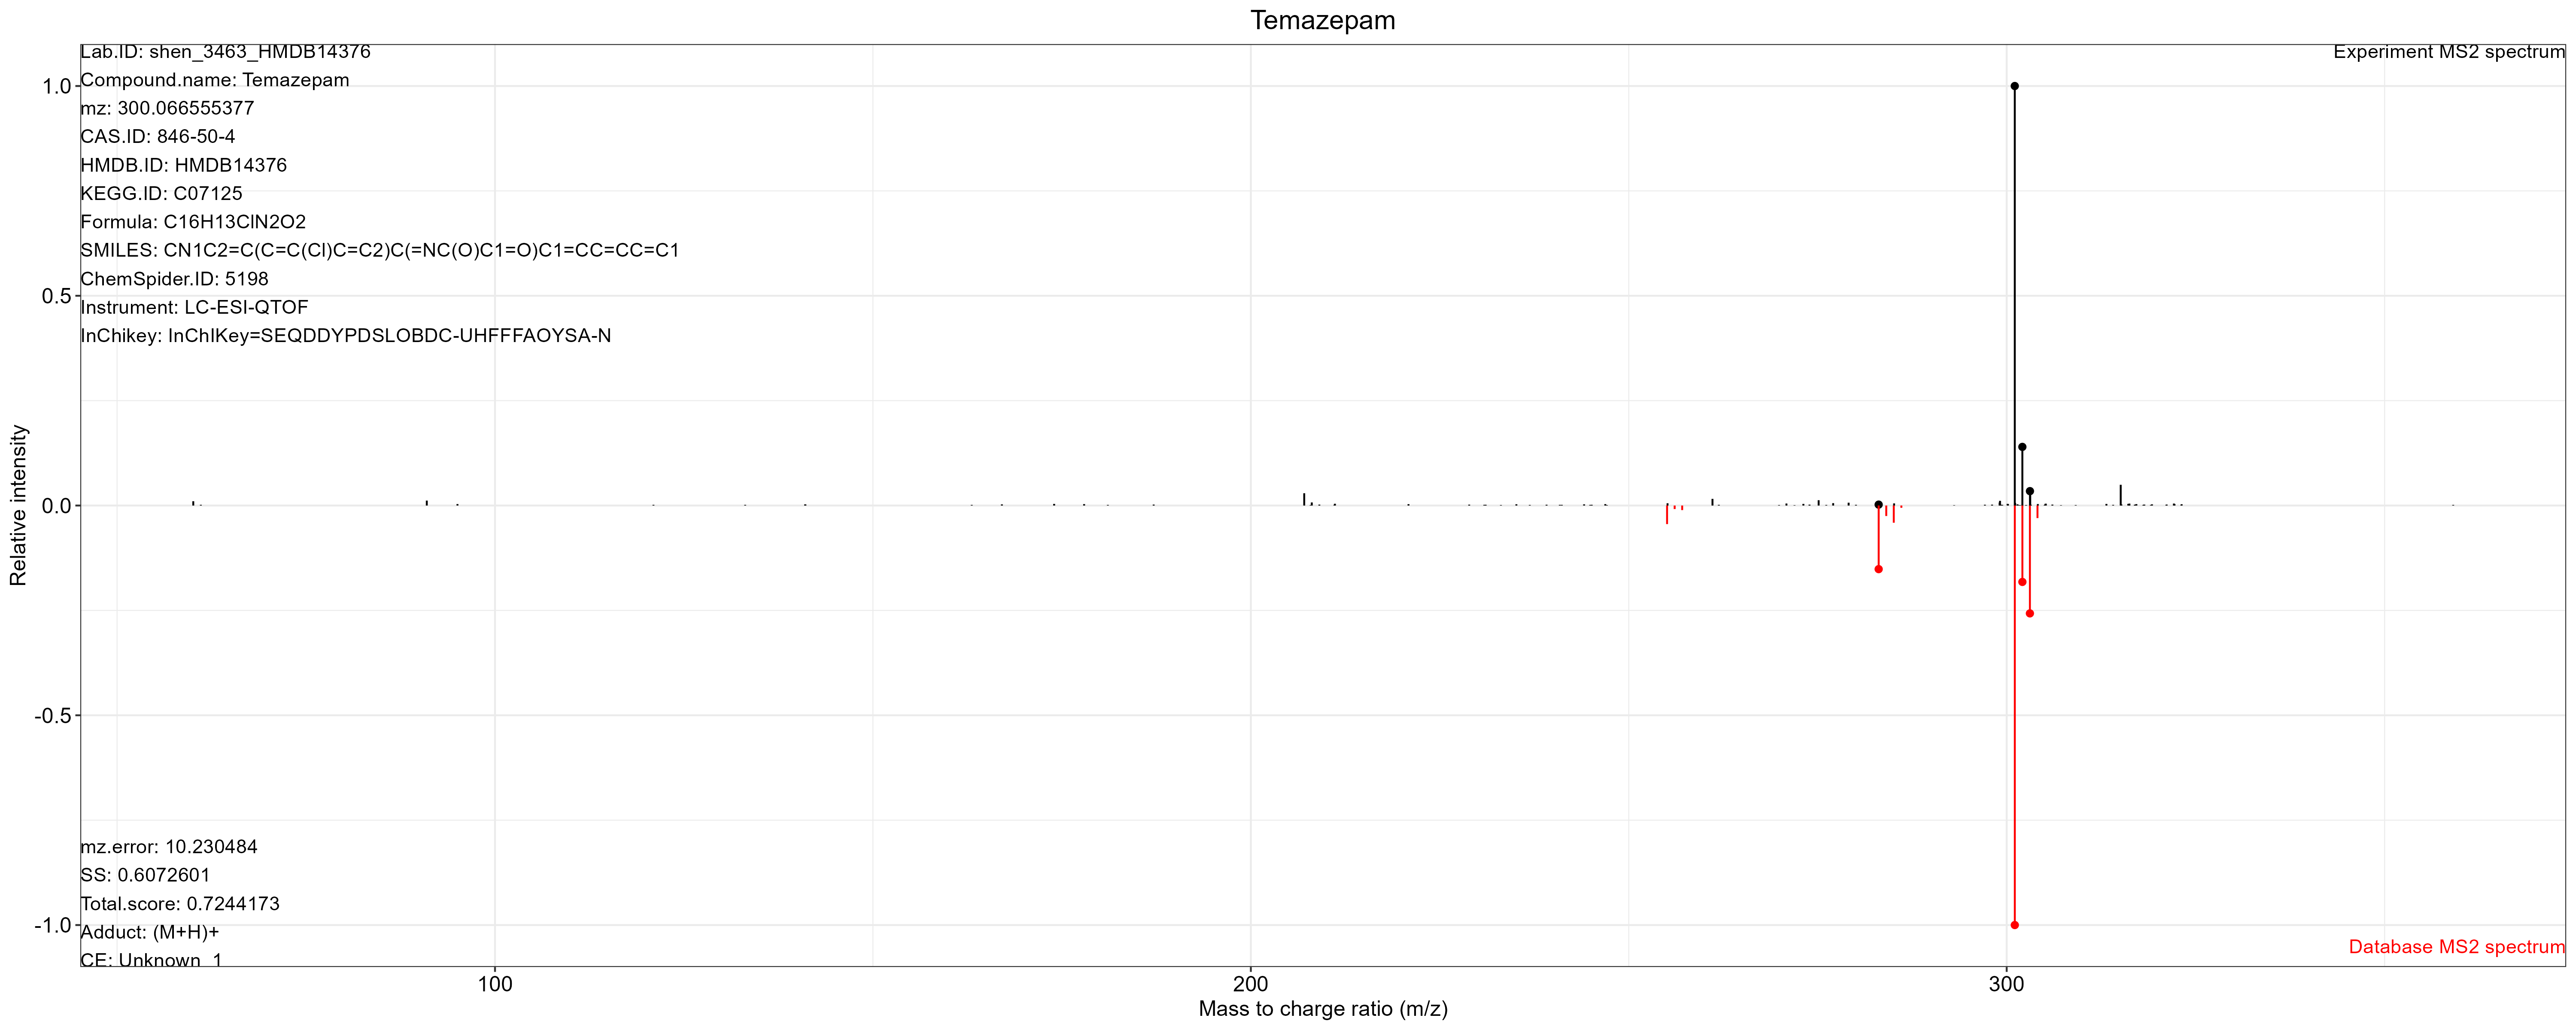 Temazepam
Lab.ID: shen_3463_HMDB14376
Experiment MS2 spectrum
Compound.name: Temazepam
mz: 300.066555377
CAS.ID: 846-50-4
HMDB.ID: HMDB14376
KEGG.ID: C07125
Formula: C16H13ClN2O2
SMILES: CN1C2=C(C=C(Cl)C=C2)C(=NC(O)C1=O)C1=CC=CC=C1
ChemSpider.ID: 5198
Instrument: LC-ESI-QTOF
InChikey: InChIKey=SEQDDYPDSLOBDC-UHFFFAOYSA-N
1.0
0.5
0.0
-0.5
-1.0
Relative intensity
mz.error: 10.230484
SS: 0.6072601
Total.score: 0.7244173
Adduct: (M+H)+
CE: Unknown_1
Database MS2 spectrum
100
200
300
Mass to charge ratio (m/z)